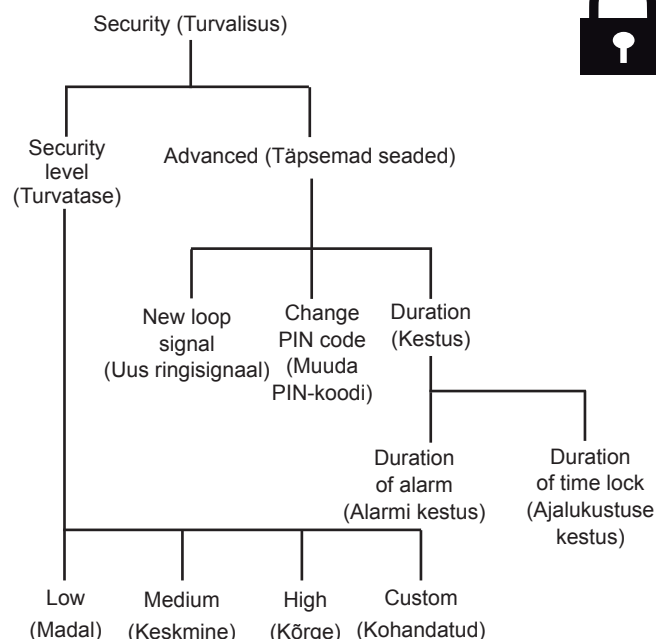 Security (Turvalisus)
Security
level
(Turvatase)
Advanced (Täpsemad seaded)
New loop
signal
(Uus ringisignaal)
Change
PIN code
(Muuda
PIN-koodi)
Duration
(Kestus)
Duration
of alarm
(Alarmi kestus)
Duration
of time lock
(Ajalukustuse
kestus)
Low
(Madal)
Medium
(Keskmine)
High
(Kõrge)
Custom
(Kohandatud)